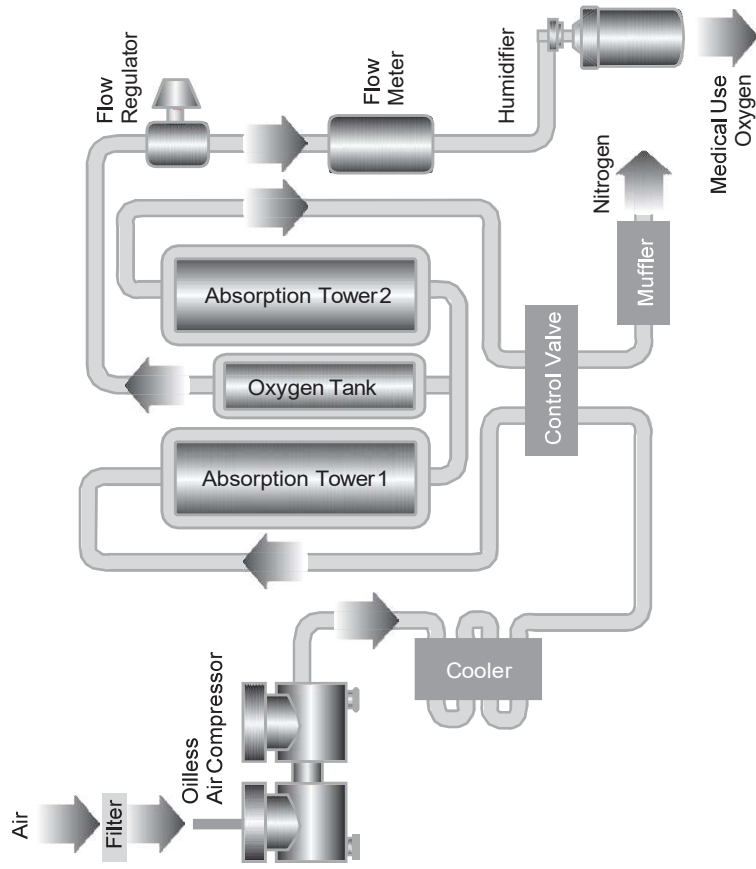 Air
Filter
Oilless
Air Compressor
Cooler
Control Valve
Absorption Tower1
Oxygen Tank
Absorption Tower2
Muffler
Nitrogen
Flow
Regulator
Flow
Meter
Humidifier
Medical Use
Oxygen